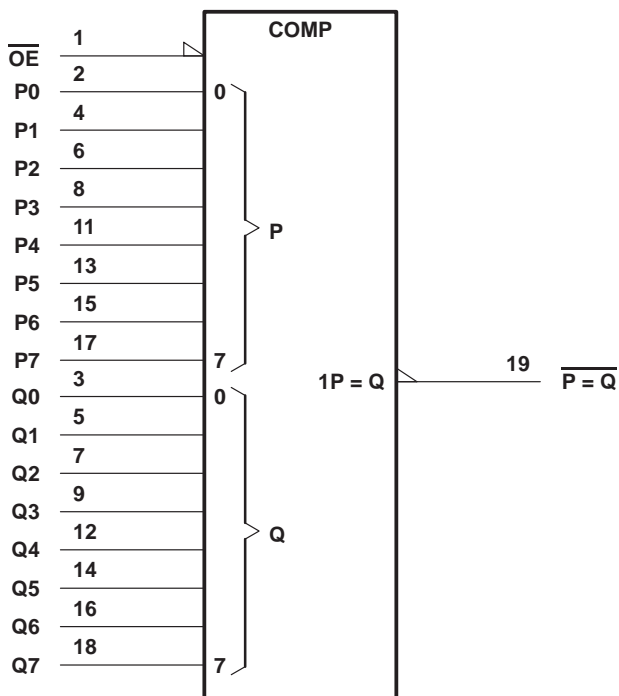 COMP
OE 1
P0 2 0
P1 4
P2 6
P3 8
P4 11 P
P5 13
P6 15
P7 17 7
1P = Q 19 P = Q
Q0 3 0
Q1 5
Q2 7
Q3 9
Q4 12 Q
Q5 14
Q6 16
Q7 18 7